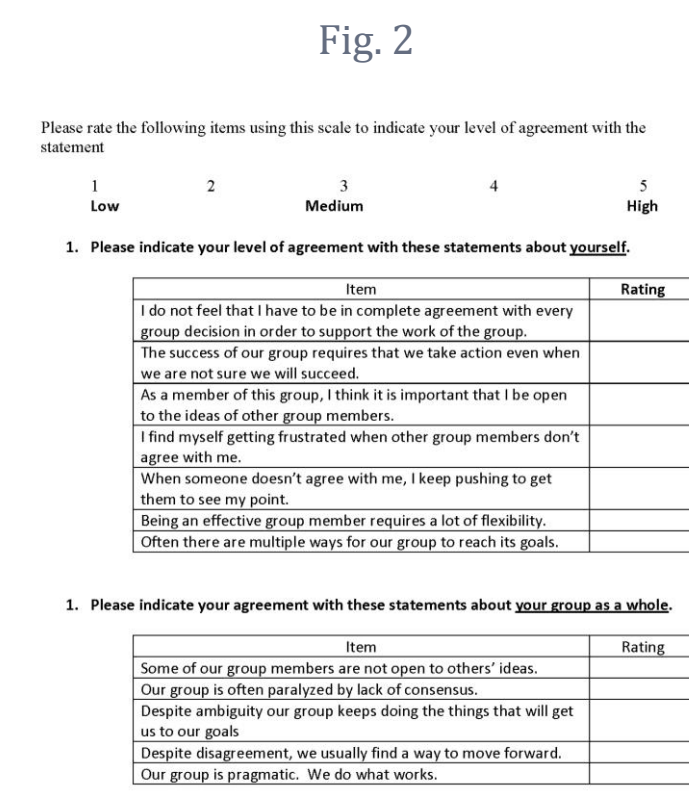 Fig. 2
Please rate the following items using this scale to indicate your level of agreement with the
statement
1 2 3 4 5
Low Medium High
1. Please indicate your level of agreement with these statements about yourself.
Item Rating
I do not feel that I have to be in complete agreement with every
group decision in order to support the work of the group.
The success of our group requires that we take action even when
we are not sure we will succeed.
As a member of this group, I think it is important that I be open
to the ideas of other group members.
I find myself getting frustrated when other group members don’t
agree with me.
When someone doesn’t agree with me, I keep pushing to get
them to see my point.
Being an effective group member requires a lot of flexibility.
Often there are multiple ways for our group to reach its goals.
1. Please indicate your agreement with these statements about your group as a whole.
Item Rating
Some of our group members are not open to others’ ideas.
Our group is often paralyzed by lack of consensus.
Despite ambiguity our group keeps doing the things that will get
us to our goals
Despite disagreement, we usually find a way to move forward.
Our group is pragmatic. We do what works.